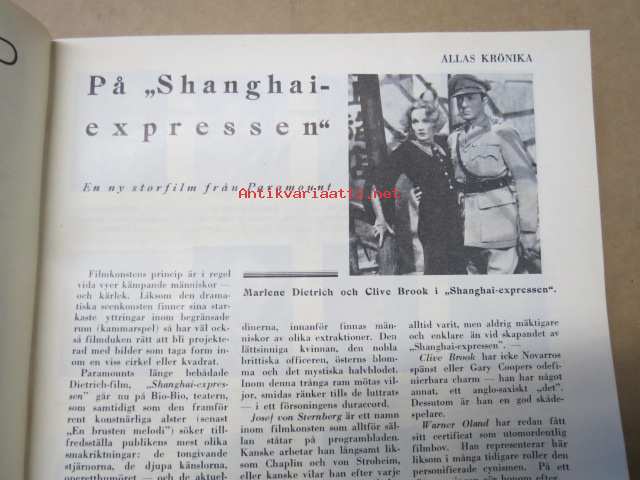 ALLAS KRÖNIKA
På „Shanghai-
expressen“
En ny storfilm från Paramount
Antikvariaatti.net
Marlene Dietrich och Clive Brook i „Shanghai-expressen“.
Filmkonstens princip är i regel
vida vyer kämpande människor —
och kärlek. Liksom den drama-
tiska scenkonsten finner sina star-
kaste yttringar inom begränsade
rum (kammarspel) så har väl ock-
så filmduken rätt att bli projekte-
rad med bilder som taga form in-
om en viss cirkel eller kvadrat.
Paramounts länge bebådade
Dietrich-film, „Shanghai-expres-
sen“ går nu på Bio-Bio, teatern,
som samtidigt som den framför
rent konstnärliga alster (senast
„En brusten melodi“) söker till-
fredsställa publikens mest olika
smakriktningar: de tongivande
stjärnorna, de djupa känslorna,
operetthumöret — och de aktuel-
dinerna, innanför finnas män-
niskor av olika extraktioner. Den
lättsinniga kvinnan, den nobla
brittiska officeren, österns blom-
ma och det mystiska halvblodet.
Inom denna trånga ram mötas vil-
jor, smidas ränker tills de luttrats
— i ett försoningens duraccord.
Josef von Sternberg är ett namn
inom filmkonsten som alltför säl-
lan ståtar på programbladen.
Kanske arbetar han långsamt lik-
som Chaplin och von Stroheim,
eller kanske vilar han efter varje
alltid varit, men aldrig mäktigare
och enklare än vid skapandet av
„Shanghai-expressen“.
Clive Brook har icke Novarros
spänst eller Gary Coopers odefi-
nierbara charm — han har något
annat, ett anglo-saxiskt „det“.
Dessutom är han en god skåde-
spelare.
Warner Oland har redan fått
sitt certificat som utomordentlig
filmbov. Han representerar här
liksom i många tidigare roller den
personifierade cynismen. På ett